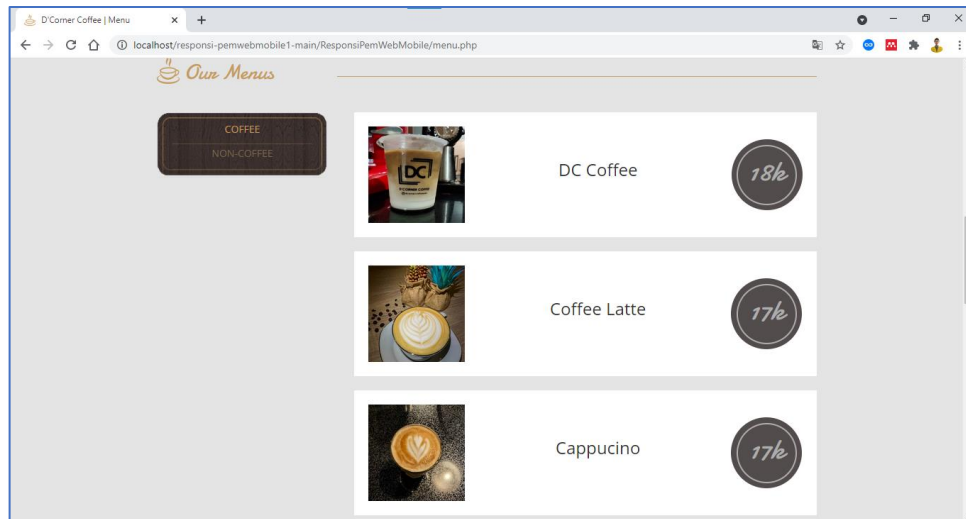 D'Corner Coffee | Menu
localhost/responsi-pemwebmobile1-main/ResponsiPemWebMobile/menu.php
Our Menus
COFFEE
NON-COFFEE
DC
DC Coffee
18k
Coffee Latte
17k
Cappucino
17k